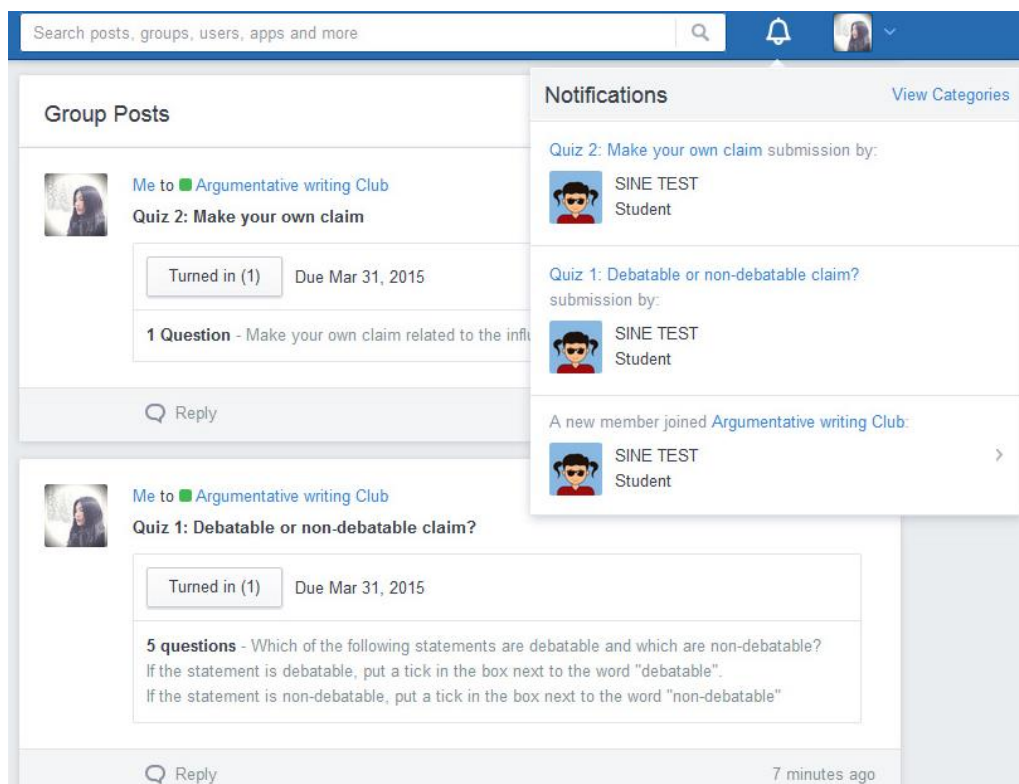 Search posts, groups, users, apps and more
Group Posts
Me to Argumentative writing Club
Quiz 2: Make your own claim
Turned in (1) Due Mar 31, 2015
1 Question - Make your own claim related to the
Reply
Me to Argumentative writing Club
Quiz 1: Debatable or non-debatable claim?
Turned in (1) Due Mar 31, 2015
5 questions - Which of the following statements are debatable and which are non-debatable?
If the statement is debatable, put a tick in the box next to the word "debatable".
If the statement is non-debatable, put a tick in the box next to the word "non-debatable"
Reply 7 minutes ago
Notifications View Categories
Quiz 2: Make your own claim submission by:
SINE TEST
Student
Quiz 1: Debatable or non-debatable claim?
submission by:
SINE TEST
Student
A new member joined Argumentative writing Club:
SINE TEST
Student